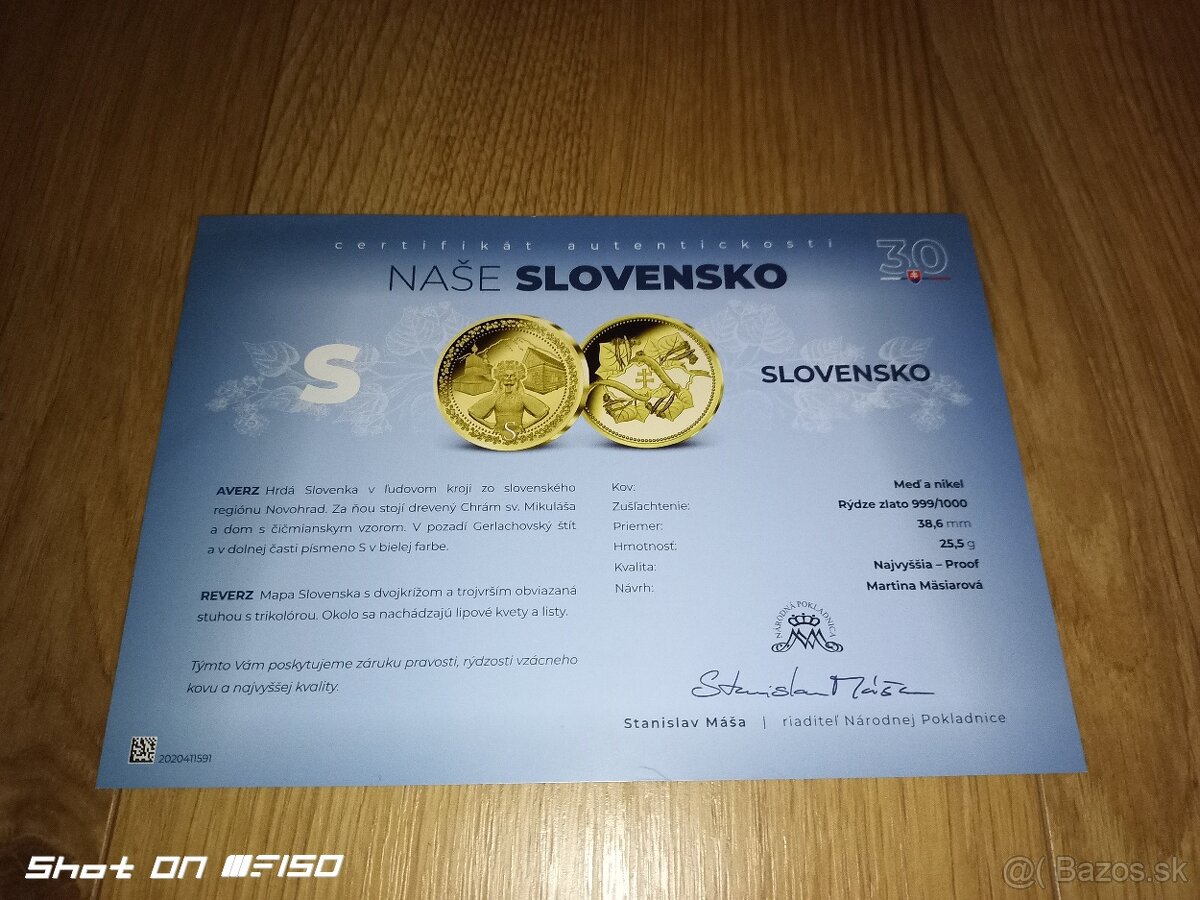 certifikát autentickosti
NAŠE SLOVENSKO
30
S
S
SLOVENSKO
AVERZ Hrdá Slovenka v ľudovom kroji zo slovenského
regiónu Novohrad. Za ňou stojí drevený Chrám sv. Mikuláša
a dom s čičmianskym vzorom. V pozadí Gerlachovský štít
a v dolnej časti písmeno S v bielej farbe.
REVERZ Mapa Slovenska s dvojkrížom a trojvrším obviazaná
stuhou s trikolórou. Okolo sa nachádzajú lipové kvety a listy.
Týmto Vám poskytujeme záruku pravosti, rýdzosti vzácneho
kovu a najvyššej kvality.
2020411591
Kov: Meď a nikel
Zušľachtenie: Rýdze zlato 999/1000
Priemer: 38,6 mm
Hmotnosť: 25,5 g
Kvalita: Najvyššia – Proof
Návrh: Martina Mäsiarová
NÁRODNÁ POKLADNICA
Stanislav Máša
Stanislav Máša | riaditeľ Národnej Pokladnice
Shot ON MFISO
@( Bazos.sk